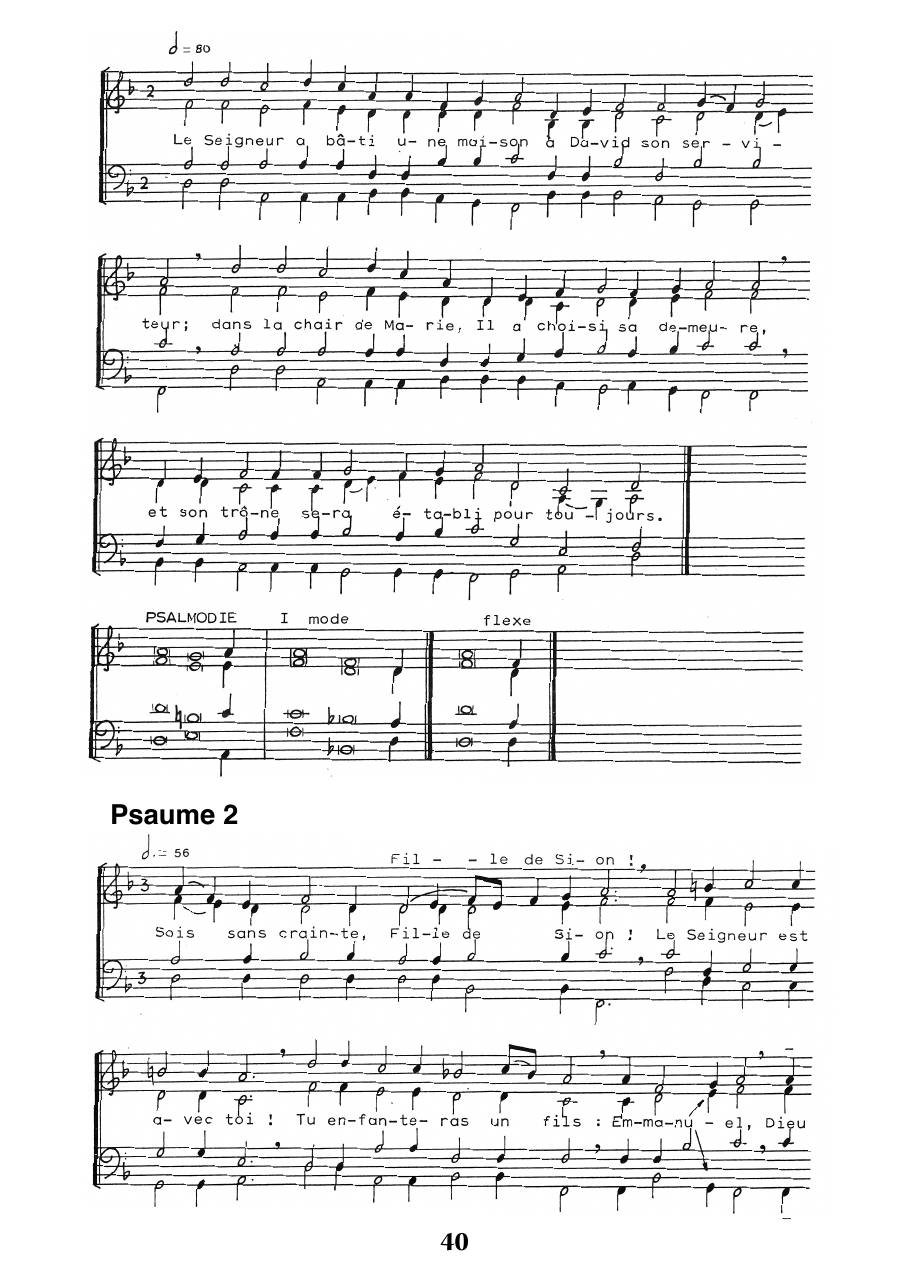 = 80
2
Le Seigneur a bâ-ti u-ne mai-son à Da-vid son ser - vi -
2
teur; dans la chair de Ma- rie, Il a choi-si sa de-meu-re,
et son trô-ne se-ra é-ta-bli pour tou - jours.
PSALMODIE I mode flexe
Psaume 2
= 56
Fil - - le de Si- on !
3
Sois sans crain-te, Fil-le de Si- on ! Le Seigneur est
3
a- vec toi ! Tu en-fan-te- ras un fils : Em-ma-nu - el, Dieu
40